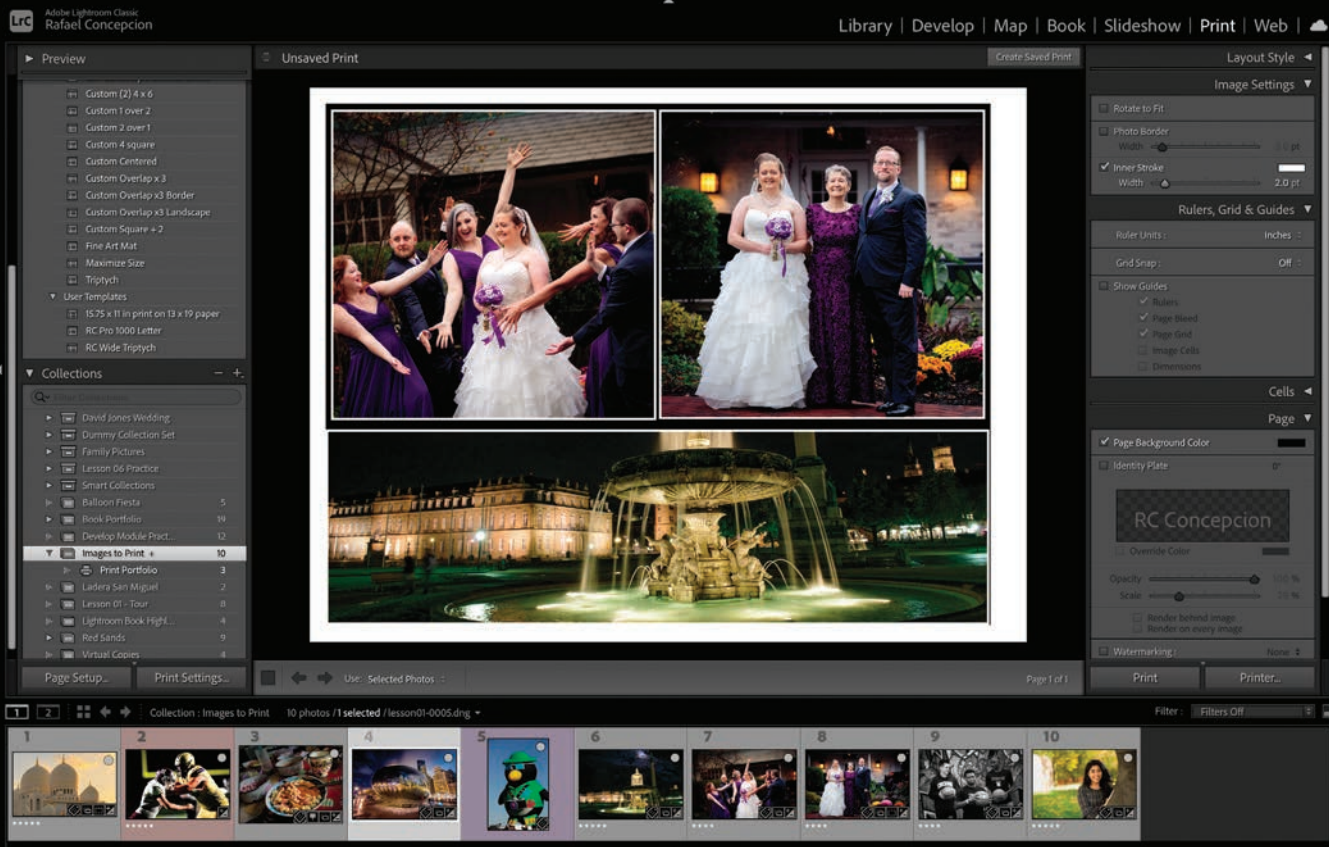 LrC
Adobe Lightroom Classic
Rafael Concepcion
Library | Develop | Map | Book | Slideshow | Print | Web |
Preview
Custom (2) 4 x 6
Custom 1 over 2
Custom 2 over 1
Custom 4 square
Custom Centered
Custom Overlap x 3
Custom Overlap x3 Border
Custom Overlap x3 Landscape
Custom Square + 2
Fine Art Mat
Maximize Size
Triptych
User Templates
15.75 x 11 in print on 13 x 19 paper
RC Pro 1000 Letter
RC Wide Triptych
Collections
Filter Collections
David Jones Wedding
Dummy Collection Set
Family Pictures
Lesson 06 Practice
Smart Collections
Balloon Fiesta 5
Book Portfolio 19
Develop Module Pract... 12
Images to Print + 10
Print Portfolio 3
Ladera San Miguel 2
Lesson 01 - Tour 8
Lightroom Book Highl... 4
Red Sands 9
Virtual Copies 4
Page Setup... Print Settings...
Unsaved Print
Create Saved Print
Use: Selected Photos
Page 1 of 1
Layout Style
Image Settings
Rotate to Fit
Photo Border
Width pt
Inner Stroke
Width 2.0 pt
Rulers, Grid & Guides
Ruler Units : Inches
Grid Snap : Off
Show Guides
Rulers
Page Bleed
Page Grid
Image Cells
Dimensions
Cells
Page
Page Background Color
Identity Plate 0°
RC Concepcion
Override Color
Opacity 100 %
Scale %
Render behind image
Render on every image
Watermarking : None
Print Printer...
1 2 Collection : Images to Print 10 photos / 1 selected / lesson01-0005.dng
Filter : Filters Off
1 2 3 4 5 6 7 8 9 10